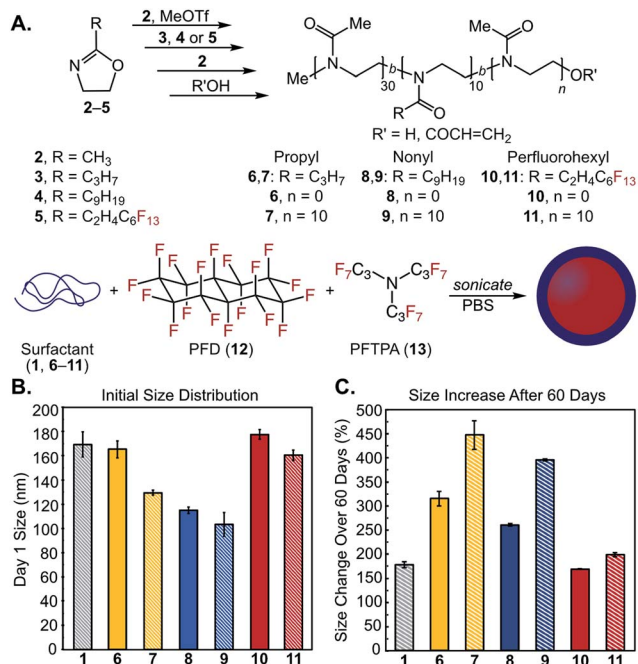 A.
2, MeOTf
3, 4 or 5
2
R'OH
R
N
O
2–5
O
Me
Me
N
b
30
N
b
10
N
n
OR'
R
O
O
Me
R' = H, COCH=CH2
2, R = CH3
3, R = C3H7
4, R = C9H19
5, R = C2H4C6F13
Propyl
6,7: R = C3H7
6, n = 0
7, n = 10
Nonyl
8,9: R = C9H19
8, n = 0
9, n = 10
Perfluorohexyl
10,11: R = C2H4C6F13
10, n = 0
11, n = 10
+
F F F F F F F F F F F F F F F F F F
+
F7C3
N
C3F7
C3F7
sonicate
PBS
Surfactant
(1, 6–11)
PFD (12)
PFTPA (13)
B.
Initial Size Distribution
Day 1 Size (nm)
200
180
160
140
120
100
80
60
40
20
0
1 6 7 8 9 10 11
C.
Size Increase After 60 Days
Size Change Over 60 Days (%)
450
400
350
300
250
200
150
100
50
0
1 6 7 8 9 10 11